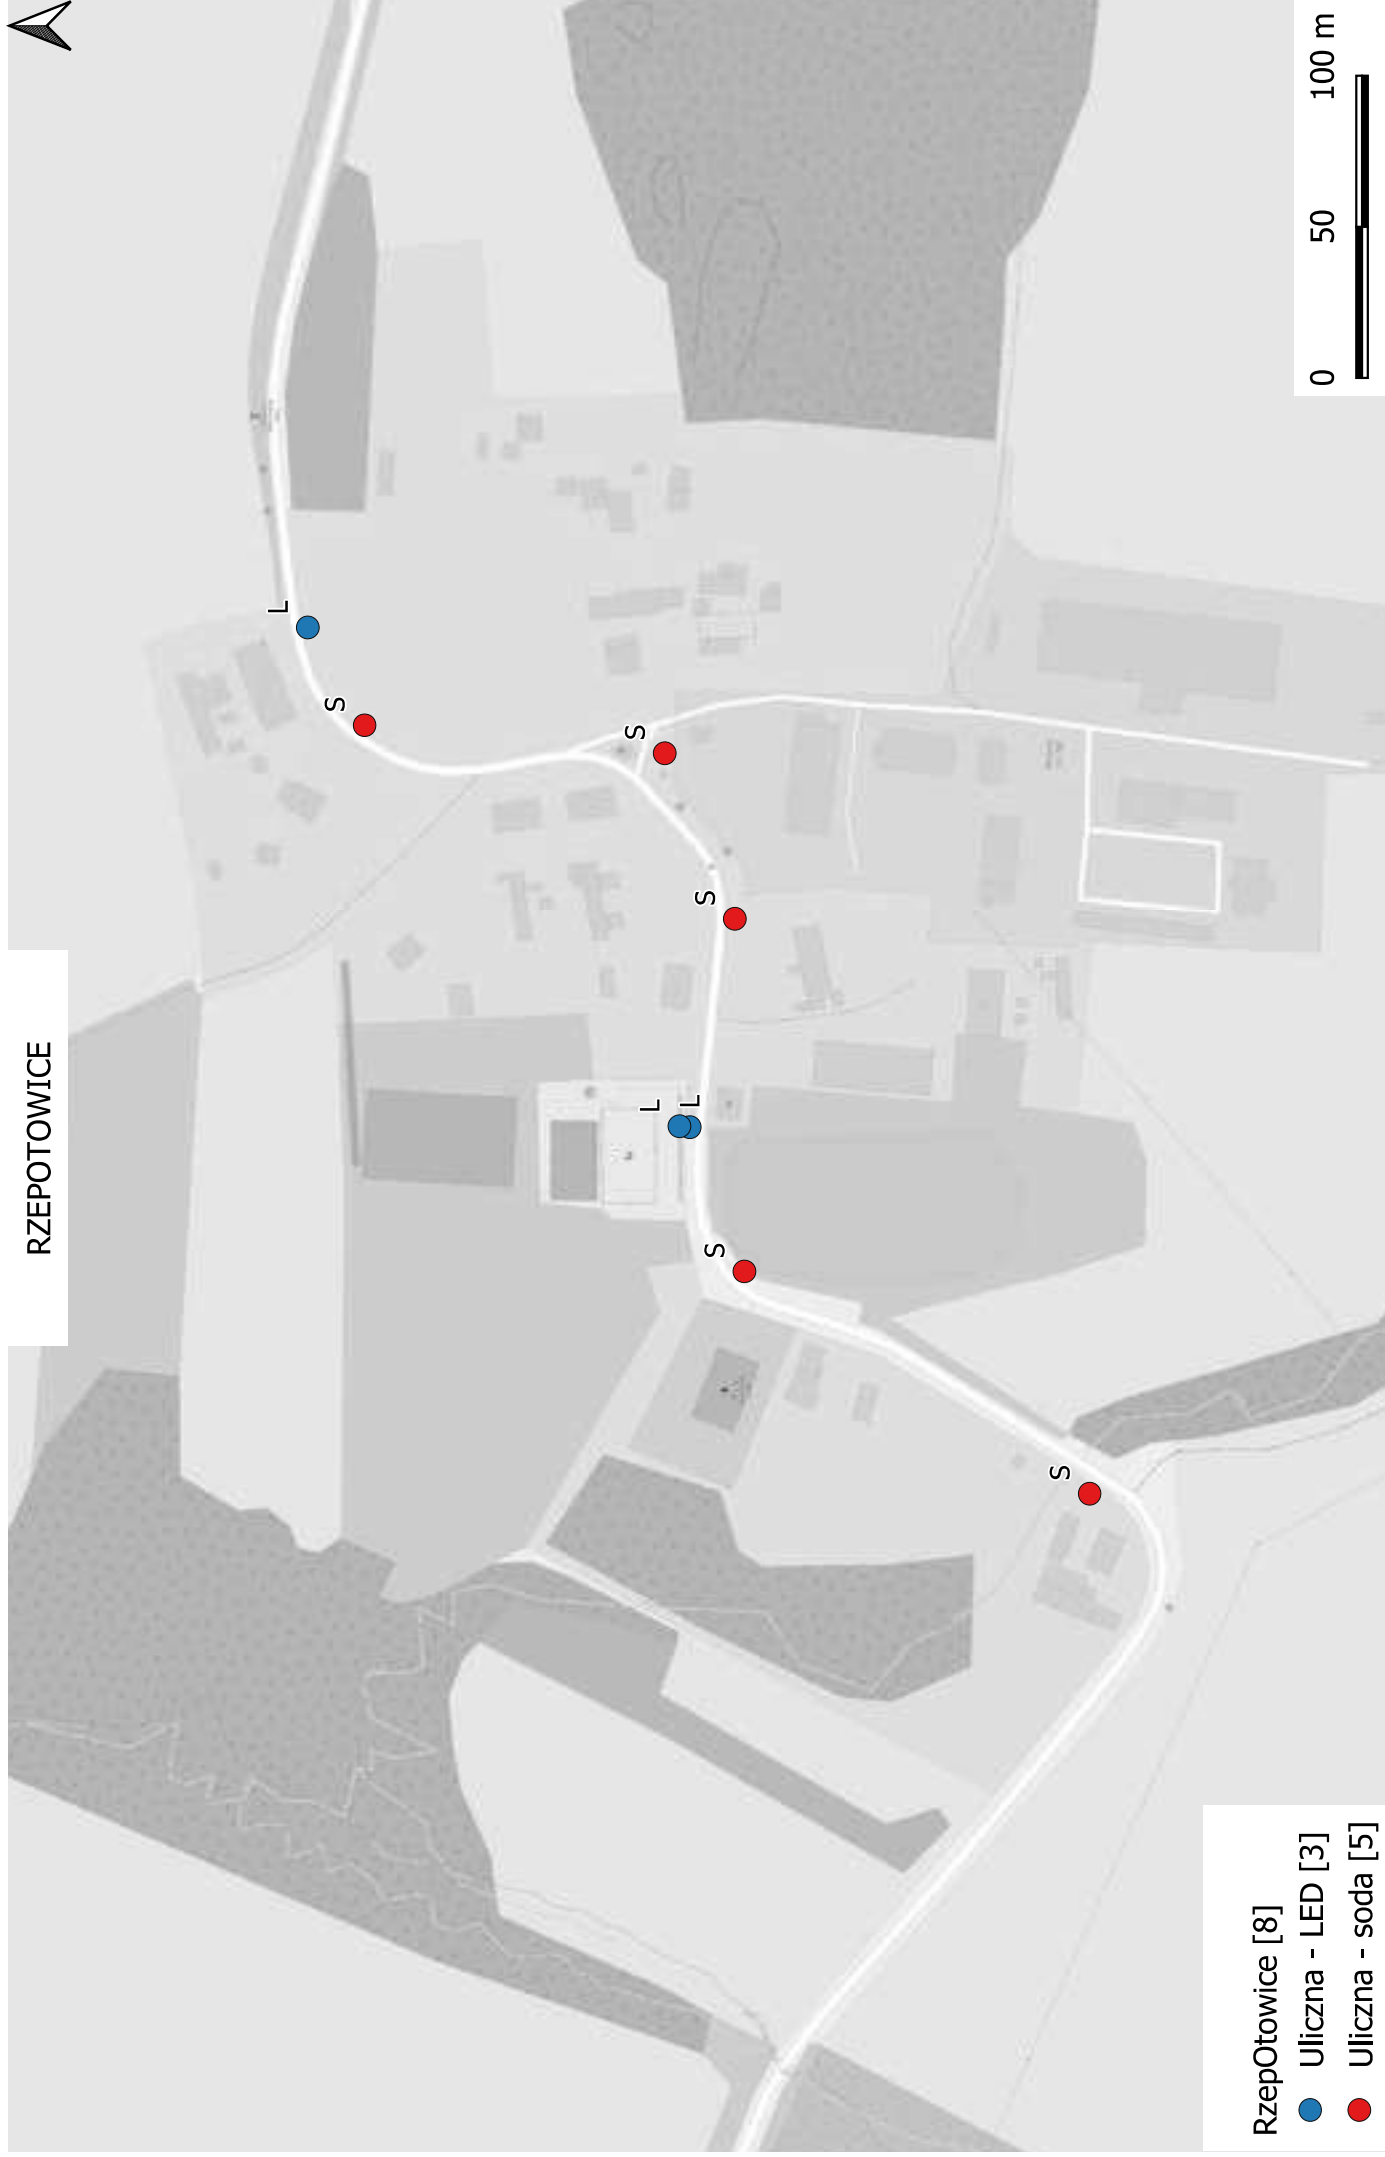 RZEPOTOWICE
L
S
S
S
L
L
S
S
RzepOtowice [8]
Uliczna - LED [3]
Uliczna - soda [5]
0 50 100 m